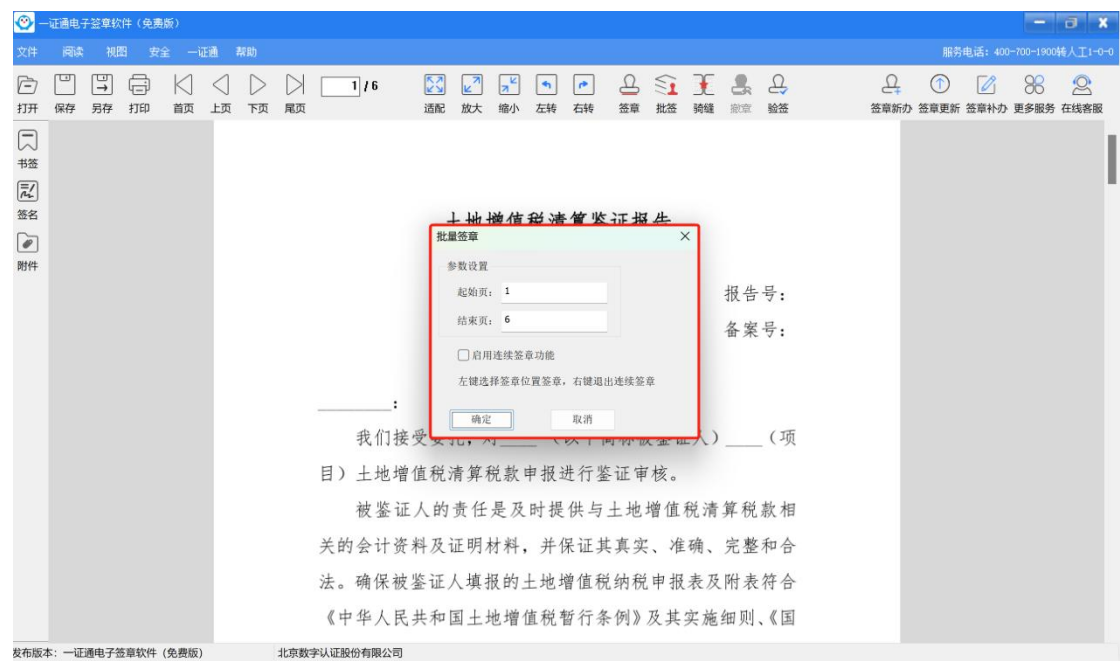 一证通电子签章软件（免费版）
文件 阅读 视图 安全 一证通 帮助 服务电话：400-700-1900转人工1-0-0
1 / 6
打开 保存 另存 打印 首页 上页 下页 尾页 适配 放大 缩小 左转 右转 签章 批签 骑缝 撤章 验签 签章新办 签章更新 签章补办 更多服务 在线客服
书签
签名
附件
土地增值税清算鉴证报告
批量签章
参数设置
起始页： 1
结束页： 6
启用连续签章功能
左键选择签章位置签章，右键退出连续签章
确定 取消
报告号：
备案号：
________：
我们接受委托，对____（以下简称被鉴证人）____（项
目）土地增值税清算税款申报进行鉴证审核。
被鉴证人的责任是及时提供与土地增值税清算税款相
关的会计资料及证明材料，并保证其真实、准确、完整和合
法。确保被鉴证人填报的土地增值税纳税申报表及附表符合
《中华人民共和国土地增值税暂行条例》及其实施细则、《国
发布版本：一证通电子签章软件（免费版） 北京数字认证股份有限公司